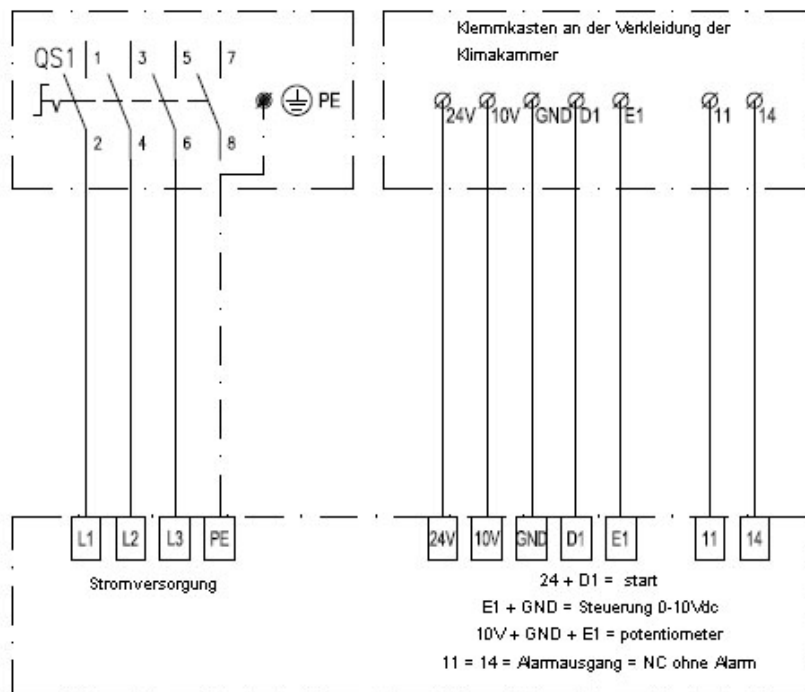 Klemmkasten an der Verkleidung der
Klimakammer
QS1 1 3 5 7
PE
2 4 6 8
24V 10V GND D1 E1 11 14
L1 L2 L3 PE
24V 10V GND D1 E1 11 14
Stromversorgung
24 + D1 = start
E1 + GND = Steuerung 0-10Vdc
10V + GND + E1 = potentiometer
11 = 14 = Alarmausgang = NC ohne Alarm